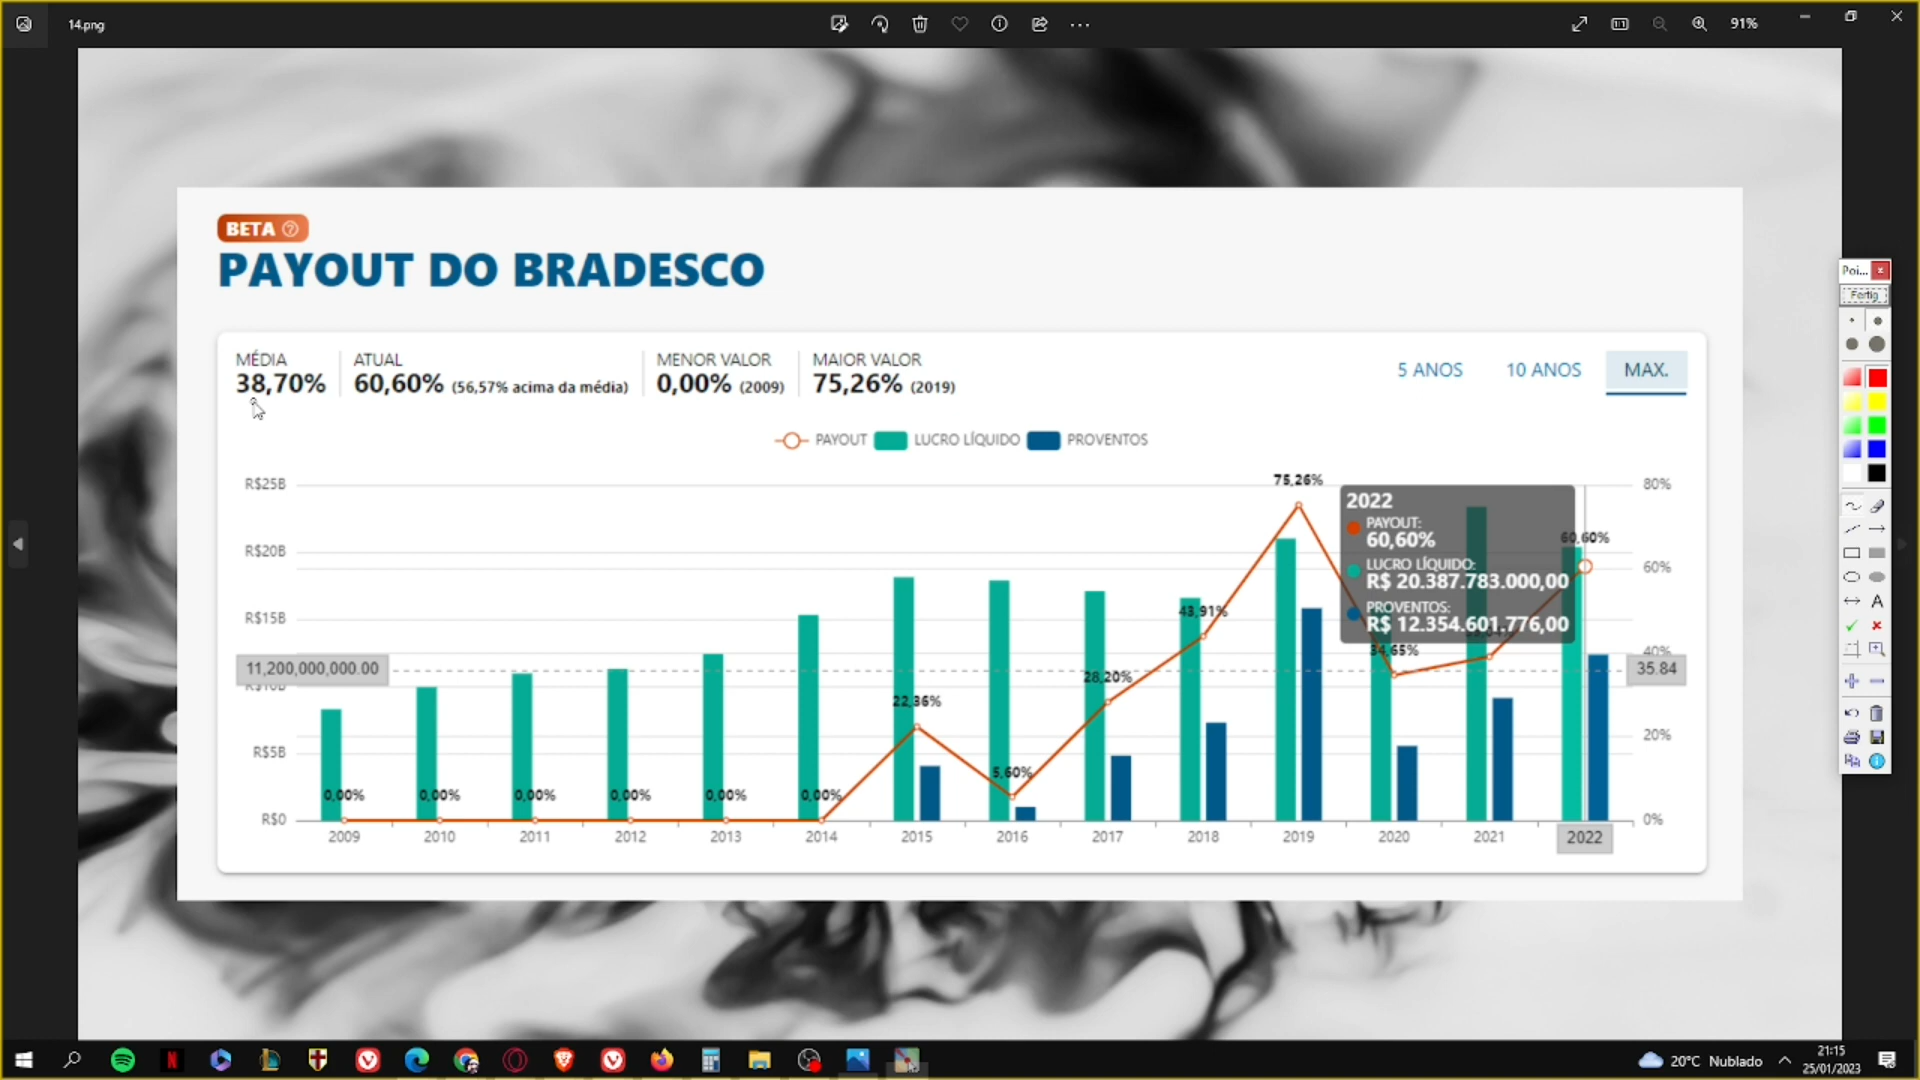 14.png
91%
BETA
PAYOUT DO BRADESCO
MÉDIA
38,70%
ATUAL
60,60% (56,57% acima da média)
MENOR VALOR
0,00% (2009)
MAIOR VALOR
75,26% (2019)
5 ANOS
10 ANOS
MAX.
PAYOUT LUCRO LÍQUIDO PROVENTOS
R$25B
R$20B
R$15B
R$10B
R$5B
R$0
11,200,000,000.00
80%
60%
40%
20%
0%
35.84
0,00%
0,00%
0,00%
0,00%
0,00%
0,00%
22,36%
5,60%
28,20%
43,91%
75,26%
34,65%
60,60%
2022
PAYOUT:
60,60%
LUCRO LÍQUIDO:
R$ 20.387.783.000,00
PROVENTOS:
R$ 12.354.601.776,00
2009 2010 2011 2012 2013 2014 2015 2016 2017 2018 2019 2020 2021 2022
Poi...
Fertig
A
20°C Nublado
21:15
25/01/2023